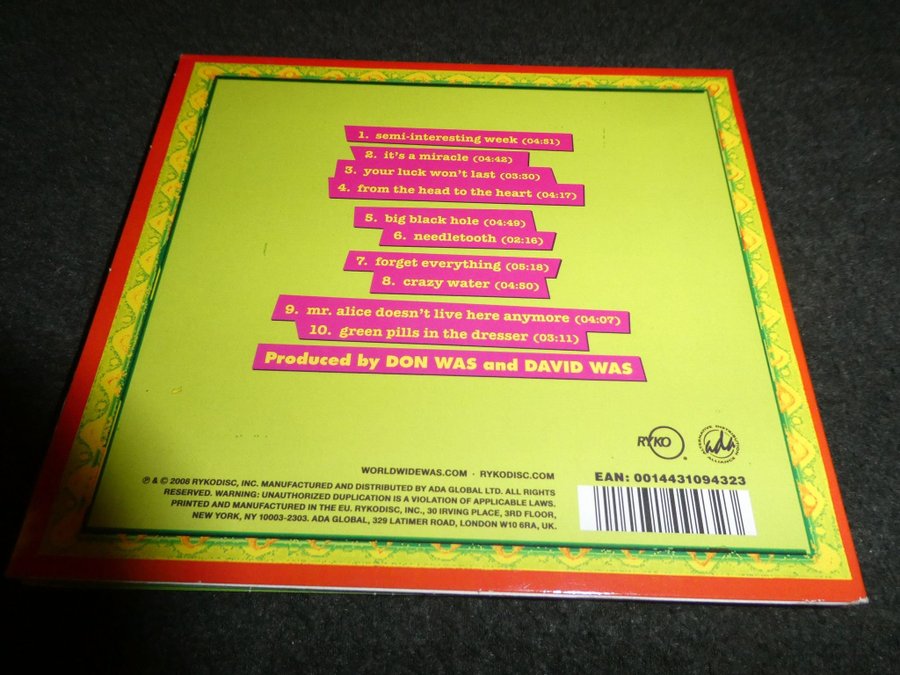 1. semi-interesting week (04:51)
2. it's a miracle (04:42)
3. your luck won't last (03:30)
4. from the head to the heart (04:17)
5. big black hole (04:49)
6. needletooth (02:16)
7. forget everything (05:18)
8. crazy water (04:50)
9. mr. alice doesn't live here anymore (04:07)
10. green pills in the dresser (03:11)
Produced by DON WAS and DAVID WAS
RYKO
ada
ALTERNATIVE DISTRIBUTION ALLIANCE
WORLDWIDEWAS.COM · RYKODISC.COM
℗ & © 2008 RYKODISC, INC. MANUFACTURED AND DISTRIBUTED BY ADA GLOBAL LTD. ALL RIGHTS
RESERVED. WARNING: UNAUTHORIZED DUPLICATION IS A VIOLATION OF APPLICABLE LAWS.
PRINTED AND MANUFACTURED IN THE EU. RYKODISC, INC., 30 IRVING PLACE, 3RD FLOOR,
NEW YORK, NY 10003-2303. ADA GLOBAL, 329 LATIMER ROAD, LONDON W10 6RA, UK.
EAN: 0014431094323